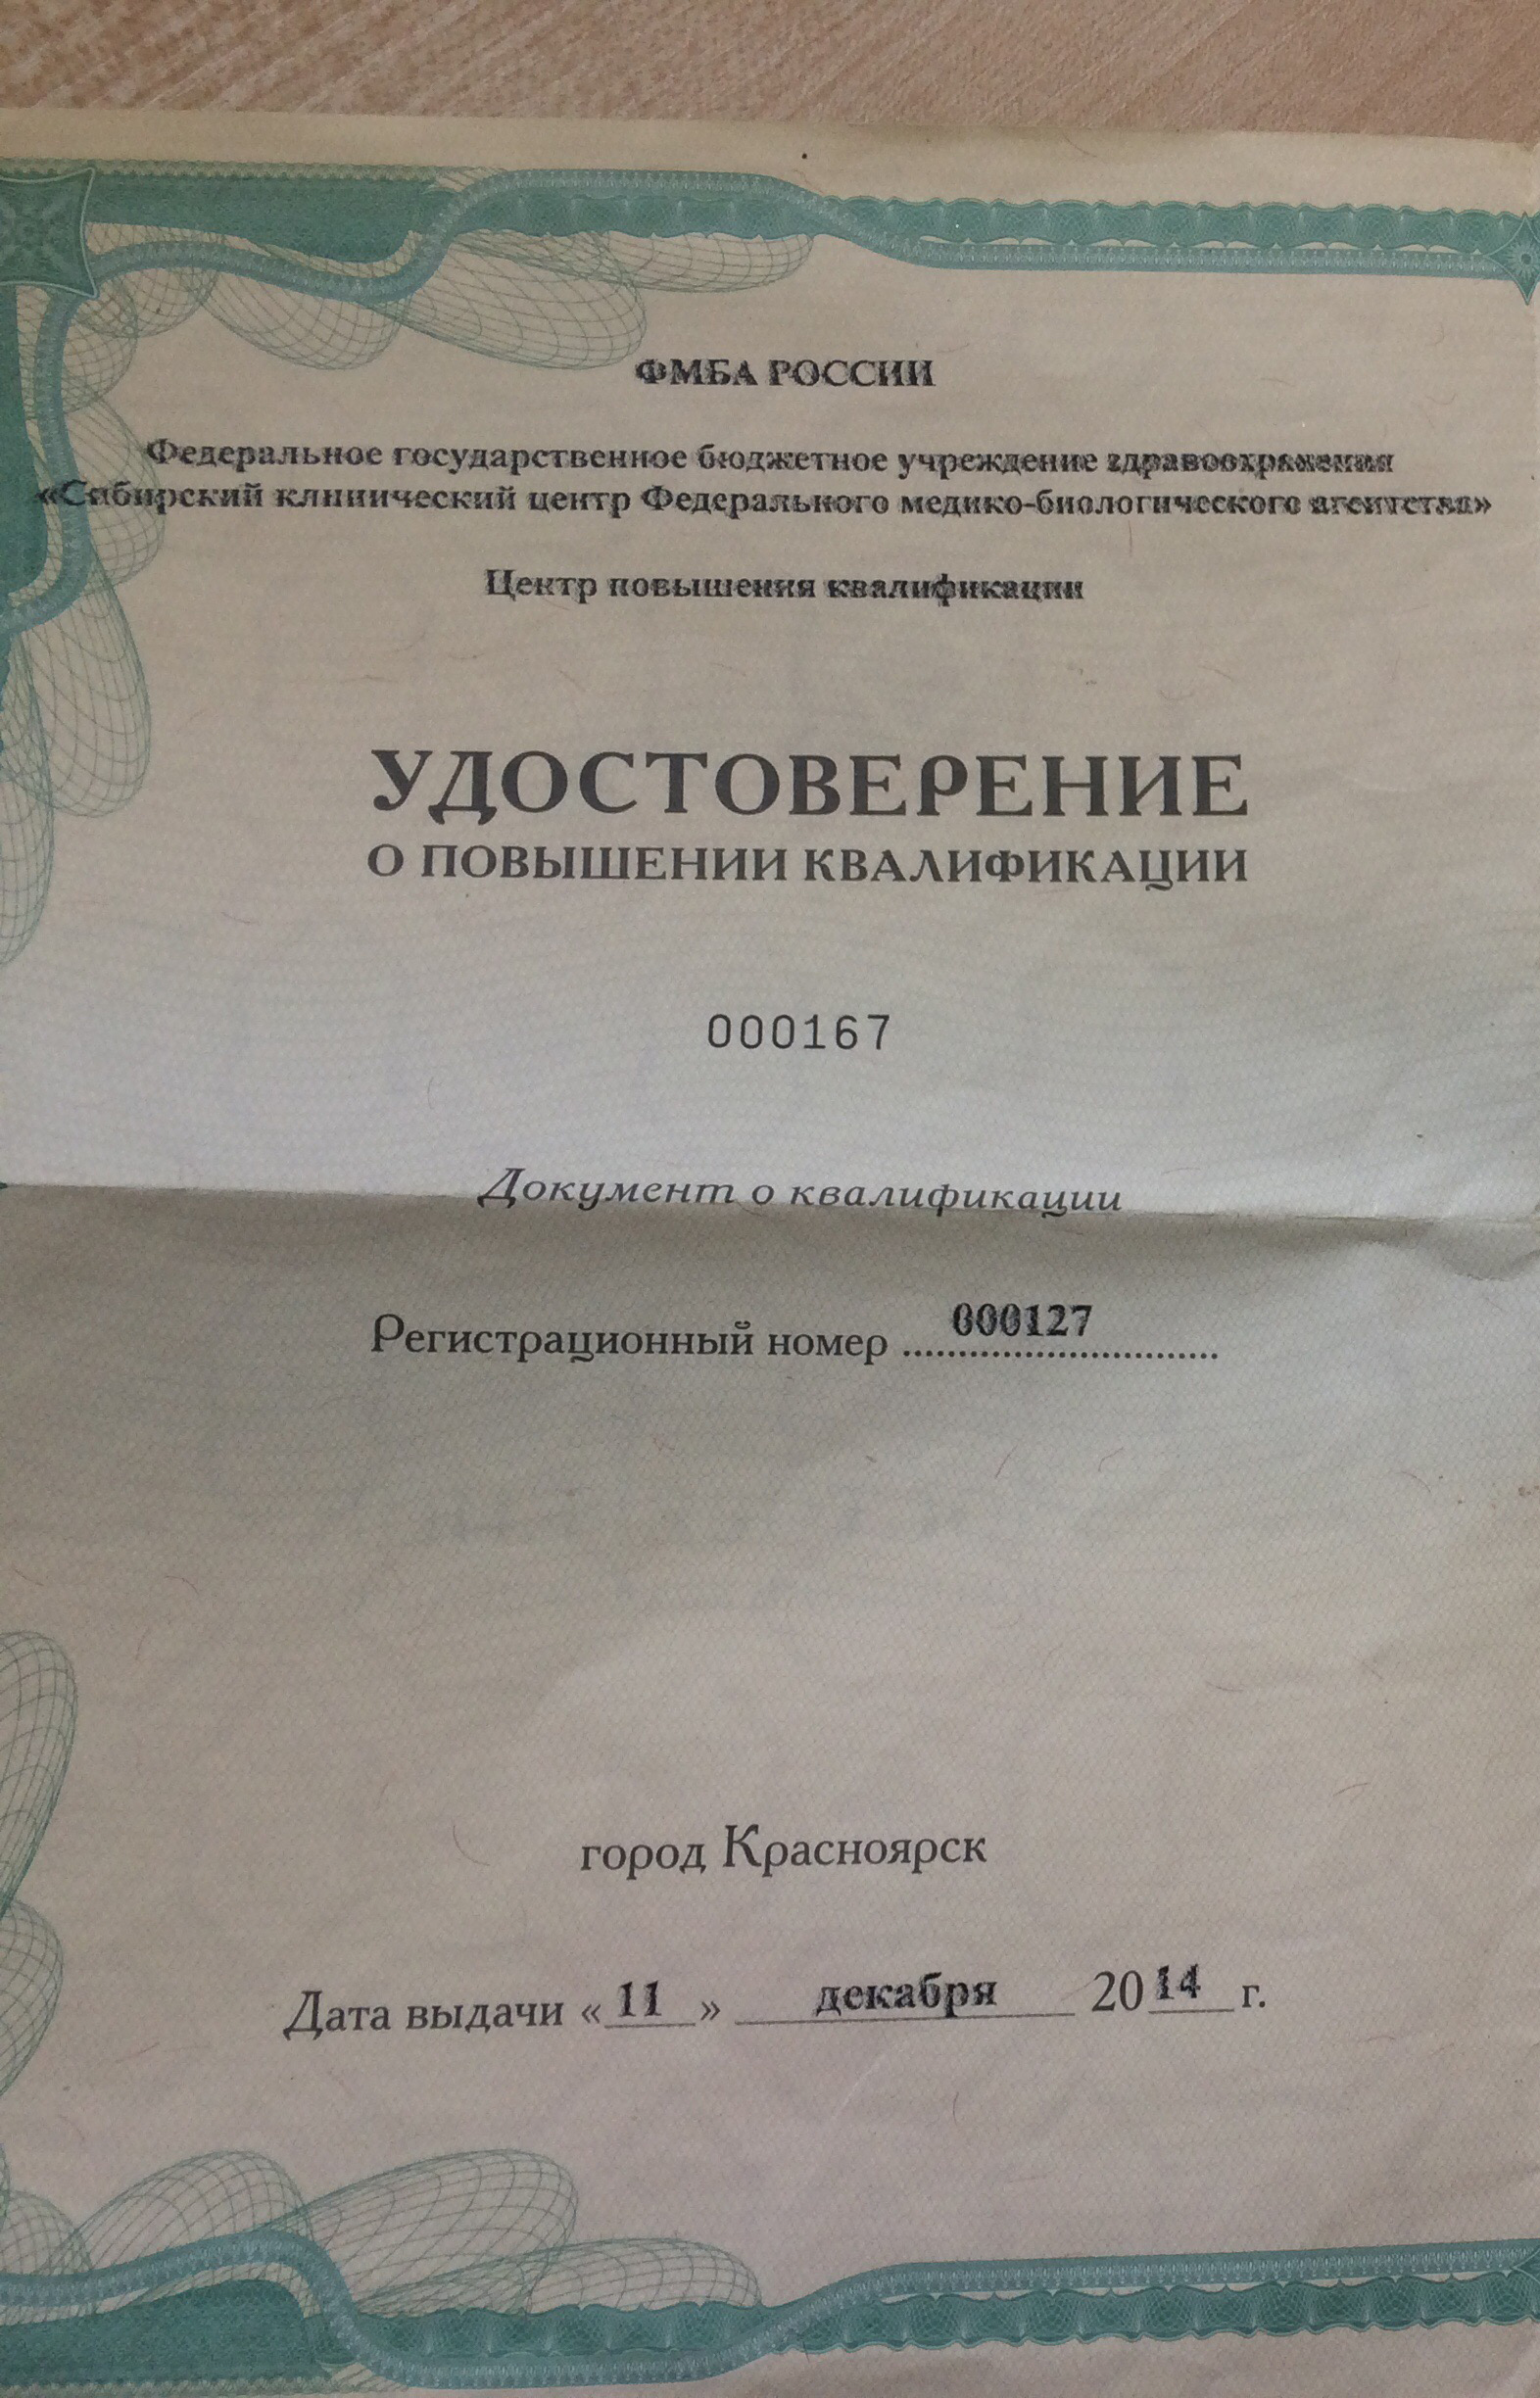 ФМБА РОССИИ
Федеральное государственное бюджетное учреждение здравоохранения
«Сибирский клинический центр Федерального медико-биологического агентства»
Центр повышения квалификации
УДОСТОВЕРЕНИЕ
О ПОВЫШЕНИИ КВАЛИФИКАЦИИ
000167
Документ о квалификации
Регистрационный номер 000127
город Красноярск
Дата выдачи «11» декабря 2014 г.